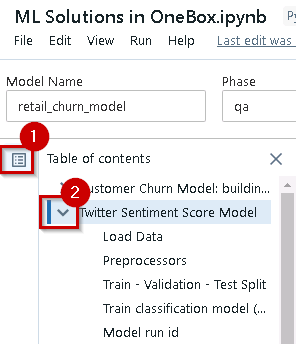 ML Solutions in OneBox.ipynb
File Edit View Run Help Last edit was
Model Name Phase
retail_churn_model qa
1
Table of contents
2
Customer Churn Model: buildin...
Twitter Sentiment Score Model
Load Data
Preprocessors
Train - Validation - Test Split
Train classification model (...
Model run id